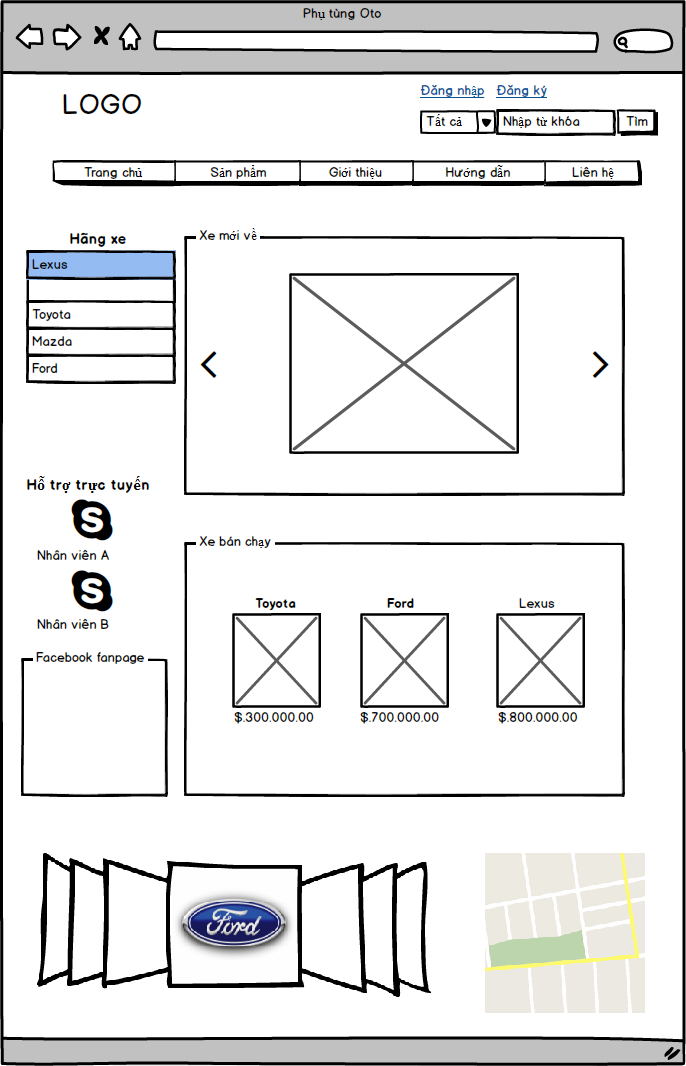 Phụ tùng Oto
Đăng nhập Đăng ký
LOGO
Tất cả Nhập từ khóa Tìm
Trang chủ Sản phẩm Giới thiệu Hướng dẫn Liên hệ
Hãng xe
Lexus
Toyota
Mazda
Ford
Xe mới về
Hỗ trợ trực tuyến
Nhân viên A
Nhân viên B
Facebook fanpage
Xe bán chạy
Toyota Ford Lexus
$.300.000.00 $.700.000.00 $.800.000.00
Ford